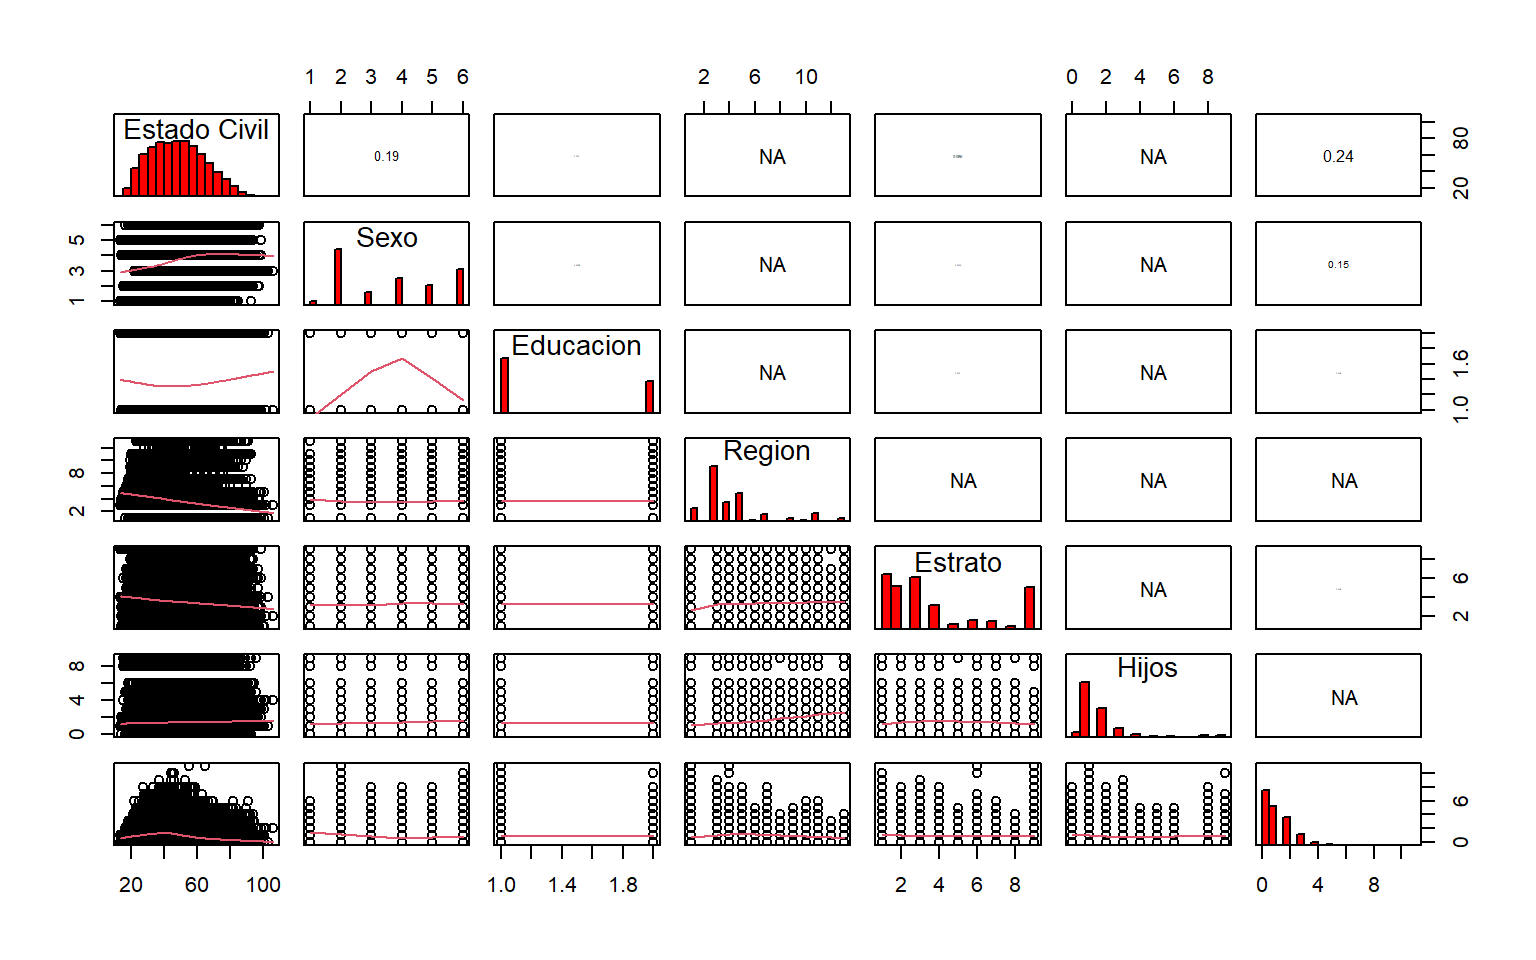 1 2 3 4 5 6 2 6 10 0 2 4 6 8
Estado Civil 0.19 NA NA 0.24 20 80
1 3 5 Sexo NA NA 0.15
Educacion NA NA 1.0 1.6
2 8 Region NA NA NA
Estrato NA 2 6
0 4 8 Hijos NA
0 6
20 60 100 1.0 1.4 1.8 2 4 6 8 0 4 8